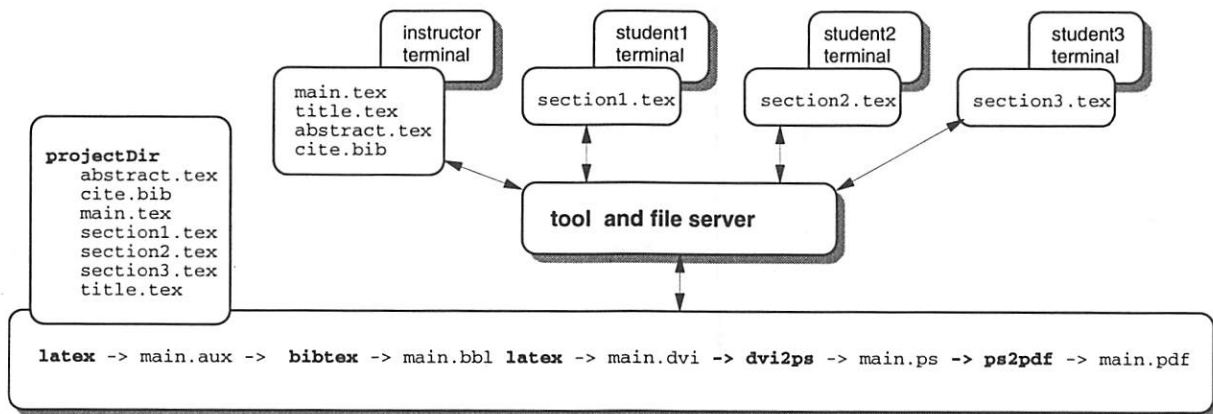 instructor
terminal
main.tex
title.tex
abstract.tex
cite.bib
student1
terminal
section1.tex
student2
terminal
section2.tex
student3
terminal
section3.tex
projectDir
abstract.tex
cite.bib
main.tex
section1.tex
section2.tex
section3.tex
title.tex
tool and file server
latex -> main.aux -> bibtex -> main.bbl latex -> main.dvi -> dvi2ps -> main.ps -> ps2pdf -> main.pdf